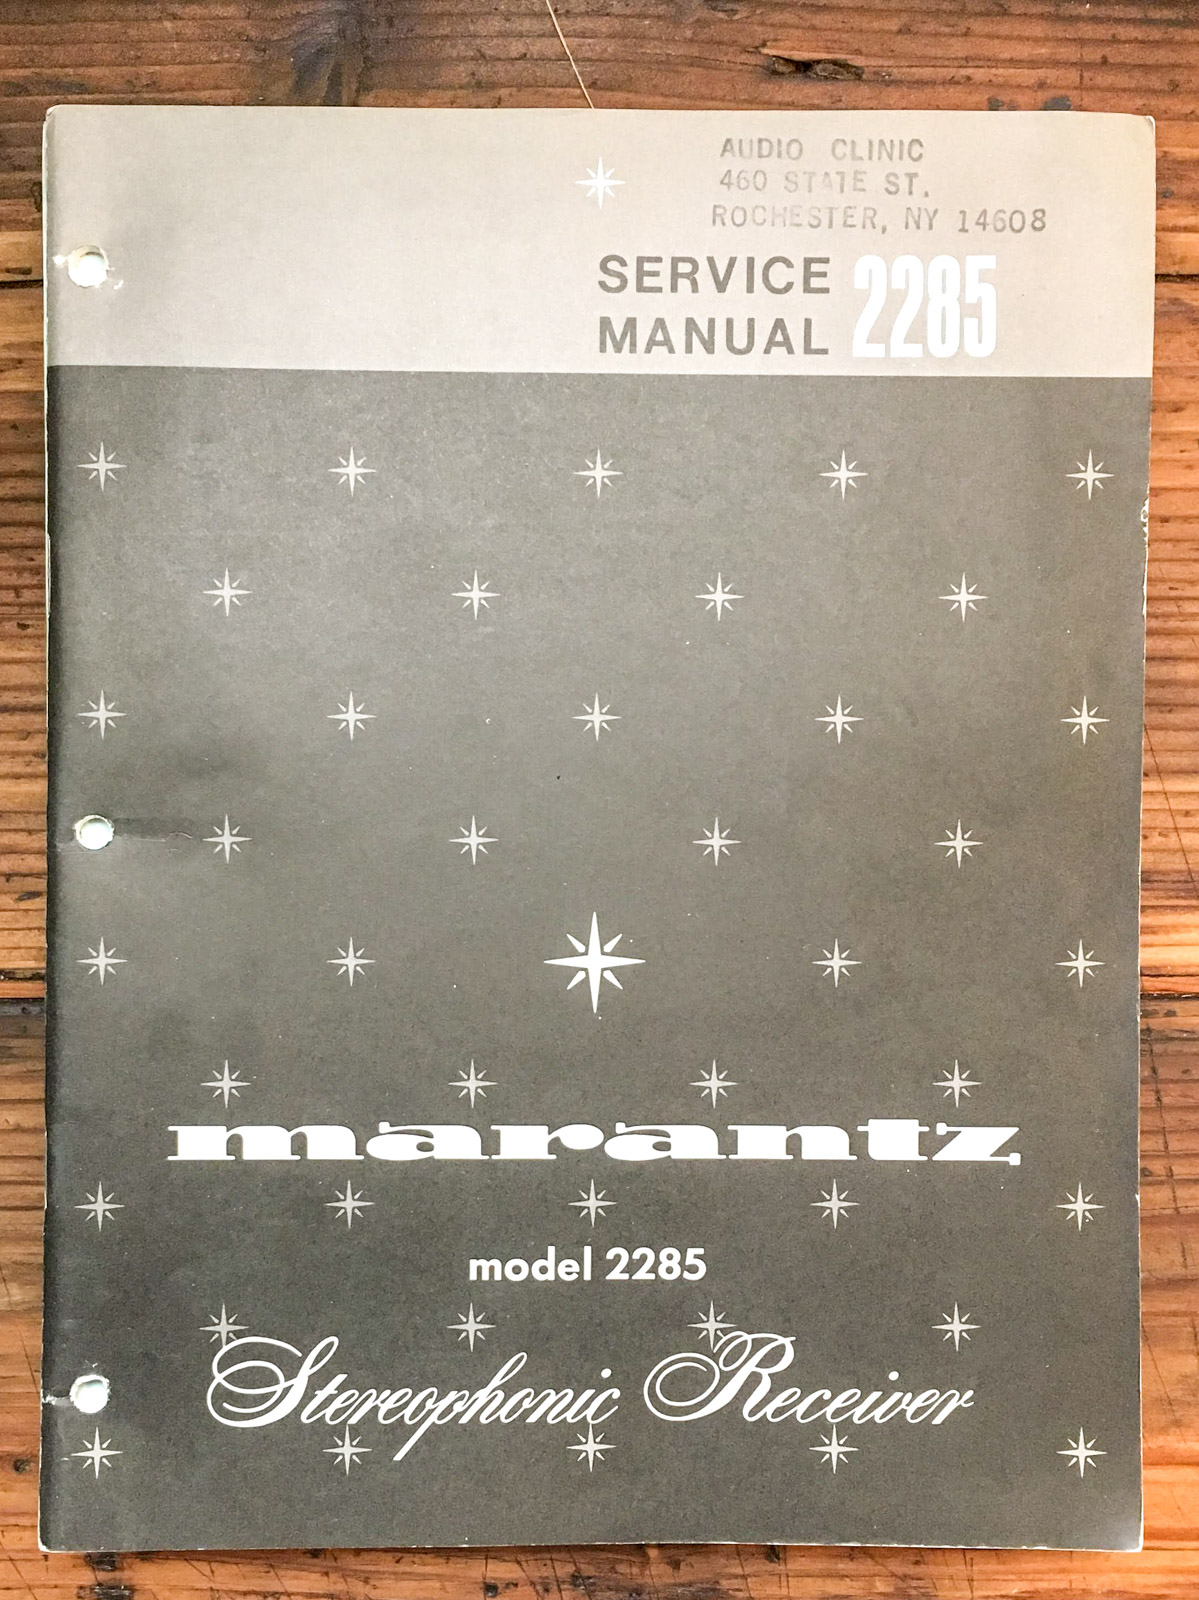 AUDIO CLINIC
460 STATE ST.
ROCHESTER, NY 14608
SERVICE
MANUAL 2285
marantz
model 2285
Stereophonic Receiver